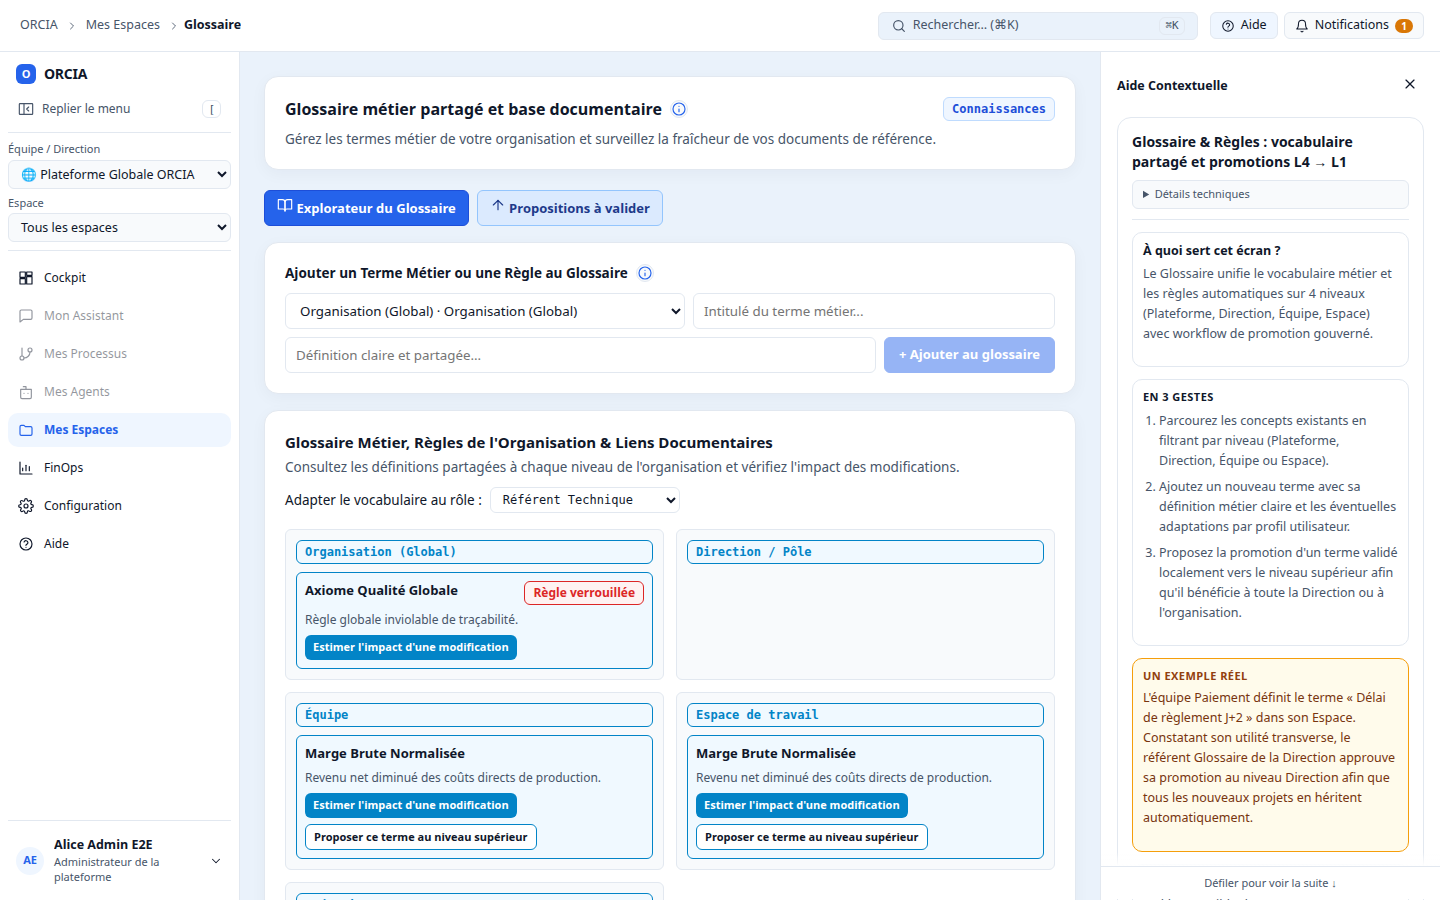 ORCIA > Mes Espaces > Glossaire
Rechercher... (⌘K)
⌘K
Aide
Notifications 1
O ORCIA
Replier le menu [
Équipe / Direction
🌐 Plateforme Globale ORCIA
Espace
Tous les espaces
Cockpit
Mon Assistant
Mes Processus
Mes Agents
Mes Espaces
FinOps
Configuration
Aide
AE
Alice Admin E2E
Administrateur de la
plateforme
Glossaire métier partagé et base documentaire
Connaissances
Gérez les termes métier de votre organisation et surveillez la fraîcheur de vos documents de référence.
Explorateur du Glossaire
Propositions à valider
Ajouter un Terme Métier ou une Règle au Glossaire
Organisation (Global) · Organisation (Global)
Intitulé du terme métier...
Définition claire et partagée...
+ Ajouter au glossaire
Glossaire Métier, Règles de l'Organisation & Liens Documentaires
Consultez les définitions partagées à chaque niveau de l'organisation et vérifiez l'impact des modifications.
Adapter le vocabulaire au rôle : Référent Technique
Organisation (Global)
Axiome Qualité Globale
Règle verrouillée
Règle globale inviolable de traçabilité.
Estimer l'impact d'une modification
Direction / Pôle
Équipe
Marge Brute Normalisée
Revenu net diminué des coûts directs de production.
Estimer l'impact d'une modification
Proposer ce terme au niveau supérieur
Espace de travail
Marge Brute Normalisée
Revenu net diminué des coûts directs de production.
Estimer l'impact d'une modification
Proposer ce terme au niveau supérieur
Aide Contextuelle
Glossaire & Règles : vocabulaire
partagé et promotions L4 → L1
▶ Détails techniques
À quoi sert cet écran ?
Le Glossaire unifie le vocabulaire métier et
les règles automatiques sur 4 niveaux
(Plateforme, Direction, Équipe, Espace)
avec workflow de promotion gouverné.
EN 3 GESTES
1. Parcourez les concepts existants en
filtrant par niveau (Plateforme,
Direction, Équipe ou Espace).
2. Ajoutez un nouveau terme avec sa
définition métier claire et les éventuelles
adaptations par profil utilisateur.
3. Proposez la promotion d'un terme validé
localement vers le niveau supérieur afin
qu'il bénéficie à toute la Direction ou à
l'organisation.
UN EXEMPLE RÉEL
L'équipe Paiement définit le terme « Délai
de règlement J+2 » dans son Espace.
Constatant son utilité transverse, le
référent Glossaire de la Direction approuve
sa promotion au niveau Direction afin que
tous les nouveaux projets en héritent
automatiquement.
Défiler pour voir la suite ↓